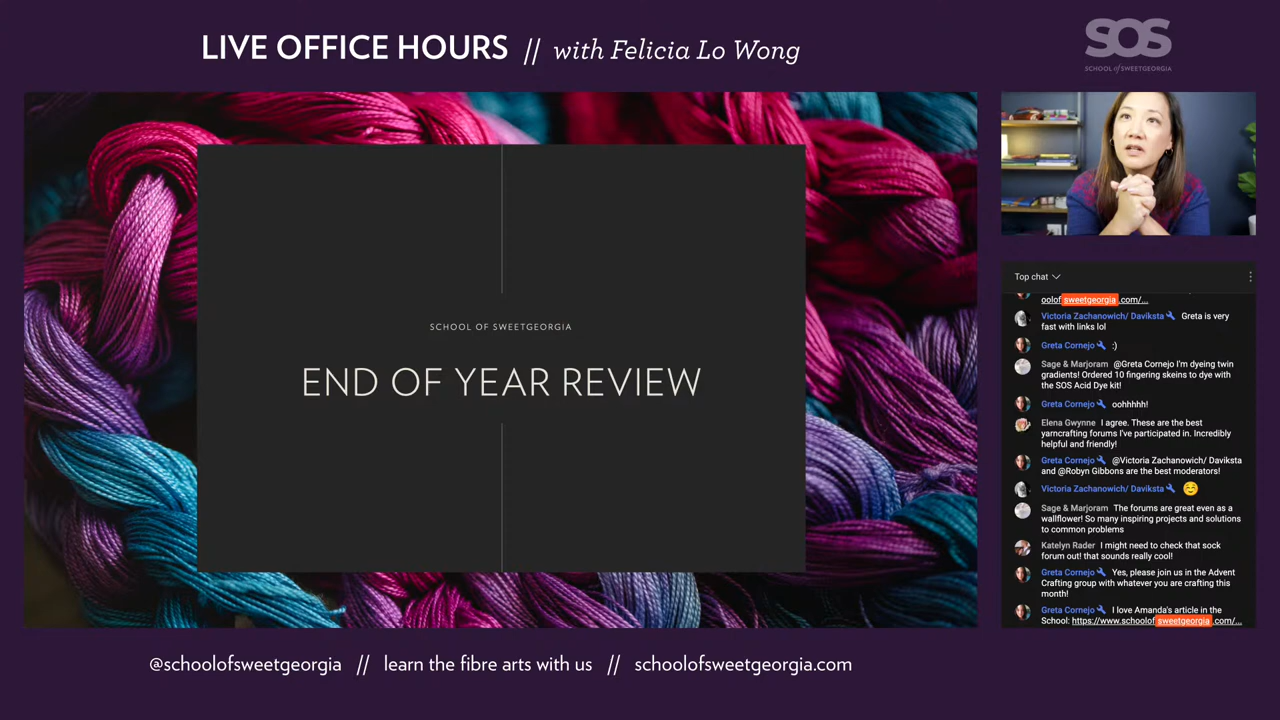 LIVE OFFICE HOURS // with Felicia Lo Wong
SOS
SCHOOL of SWEETGEORGIA
SCHOOL OF SWEETGEORGIA
END OF YEAR REVIEW
Top chat
oolof sweetgeorgia .com/...
Victoria Zachanowich/ Daviksta Greta is very
fast with links lol
Greta Cornejo :)
Sage & Marjoram @Greta Cornejo I'm dyeing twin
gradients! Ordered 10 fingering skeins to dye with
the SOS Acid Dye kit!
Greta Cornejo oohhhhh!
Elena Gwynne I agree. These are the best
yarncrafting forums I've participated in. Incredibly
helpful and friendly!
Greta Cornejo @Victoria Zachanowich/ Daviksta
and @Robyn Gibbons are the best moderators!
Victoria Zachanowich/ Daviksta 😊
Sage & Marjoram The forums are great even as a
wallflower! So many inspiring projects and solutions
to common problems
Katelyn Rader I might need to check that sock
forum out! that sounds really cool!
Greta Cornejo Yes, please join us in the Advent
Crafting group with whatever you are crafting this
month!
Greta Cornejo I love Amanda's article in the
School: https://www.schoolof sweetgeorgia .com/...
@schoolofsweetgeorgia // learn the fibre arts with us // schoolofsweetgeorgia.com